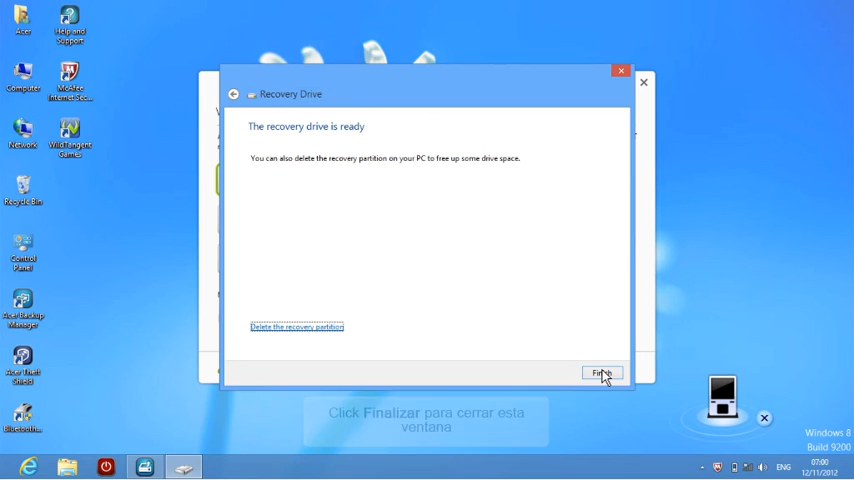 Acer
Help and
Support
Computer
McAfee
Internet Sec...
Network
WildTangent
Games
Recycle Bin
Control
Panel
Acer Backup
Manager
Acer Theft
Shield
Bluetooth...
Recovery Drive
The recovery drive is ready
You can also delete the recovery partition on your PC to free up some drive space.
Delete the recovery partition
Finish
Click Finalizar para cerrar esta
ventana
Windows 8
Build 9200
ENG
07:00
12/11/2012